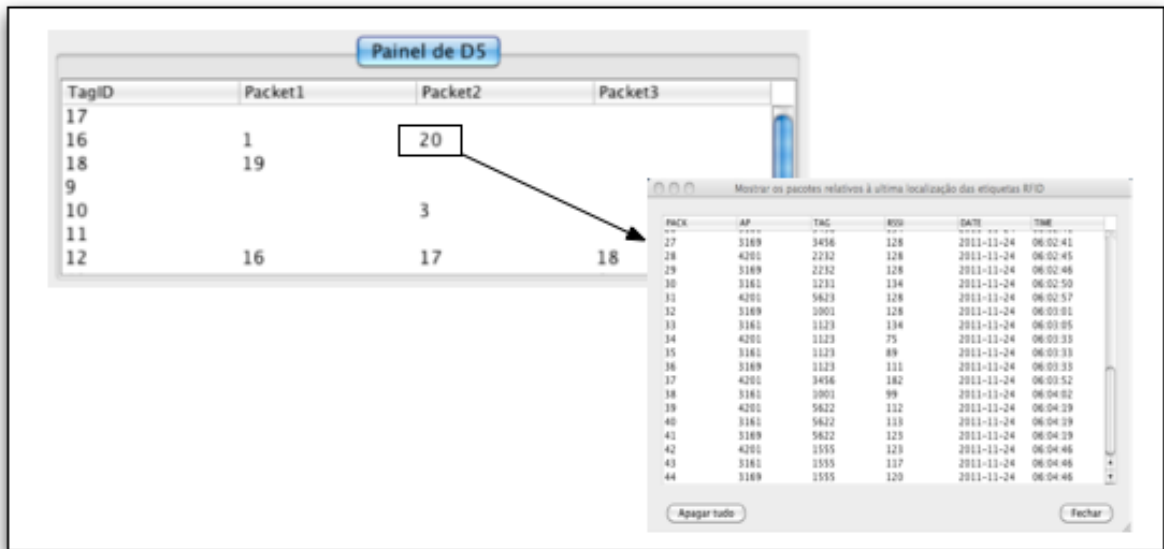 Painel de D5
TagID Packet1 Packet2 Packet3
17
16 1 20
18 19
9
10 3
11
12 16 17 18
Mostrar os pacotes relativos à ultima localização das etiquetas RFID
PACK AP TAG RSSI DATE TIME
27 3169 3456 128 2011-11-24 06:02:41
28 4201 2232 128 2011-11-24 06:02:45
29 3169 2232 128 2011-11-24 06:02:46
30 3161 1231 134 2011-11-24 06:02:50
31 4201 5623 128 2011-11-24 06:02:57
32 3169 1001 128 2011-11-24 06:03:01
33 3161 1123 134 2011-11-24 06:03:05
34 4201 1123 75 2011-11-24 06:03:33
35 3161 1123 89 2011-11-24 06:03:33
36 3169 1123 111 2011-11-24 06:03:33
37 4201 3456 182 2011-11-24 06:03:52
38 3161 1001 99 2011-11-24 06:04:02
39 4201 5622 112 2011-11-24 06:04:19
40 3161 5622 113 2011-11-24 06:04:19
41 3169 5622 123 2011-11-24 06:04:19
42 4201 1555 123 2011-11-24 06:04:46
43 3161 1555 117 2011-11-24 06:04:46
44 3169 1555 120 2011-11-24 06:04:46
Apagar tudo Fechar